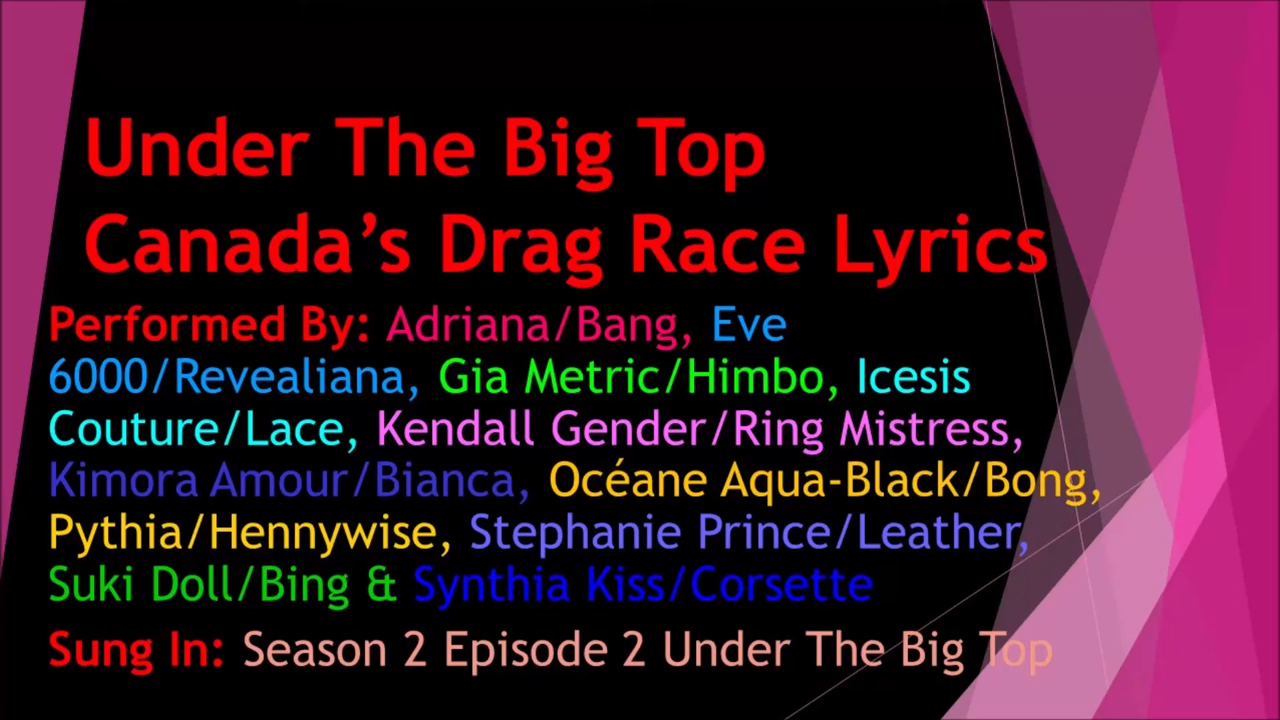 Under The Big Top
Canada’s Drag Race Lyrics
Performed By: Adriana/Bang, Eve
6000/Revealiana, Gia Metric/Himbo, Icesis
Couture/Lace, Kendall Gender/Ring Mistress,
Kimora Amour/Bianca, Océane Aqua-Black/Bong,
Pythia/Hennywise, Stephanie Prince/Leather,
Suki Doll/Bing & Synthia Kiss/Corsette
Sung In: Season 2 Episode 2 Under The Big Top